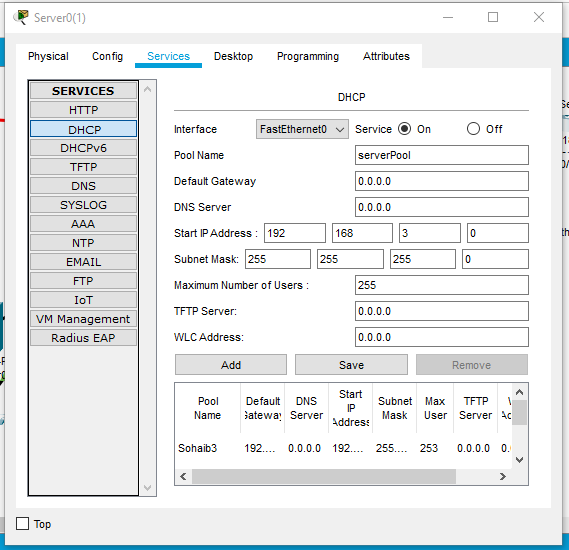 Server0(1)
Physical Config Services Desktop Programming Attributes
SERVICES
HTTP
DHCP
DHCPv6
TFTP
DNS
SYSLOG
AAA
NTP
EMAIL
FTP
IoT
VM Management
Radius EAP
DHCP
Interface FastEthernet0 Service On Off
Pool Name serverPool
Default Gateway 0.0.0.0
DNS Server 0.0.0.0
Start IP Address : 192 168 3 0
Subnet Mask: 255 255 255 0
Maximum Number of Users : 255
TFTP Server: 0.0.0.0
WLC Address: 0.0.0.0
Add Save Remove
Pool Name Default Gateway DNS Server Start IP Address Subnet Mask Max User TFTP Server
Sohaib3 192.... 0.0.0.0 192.... 255.... 253 0.0.0.0 0.0
Top